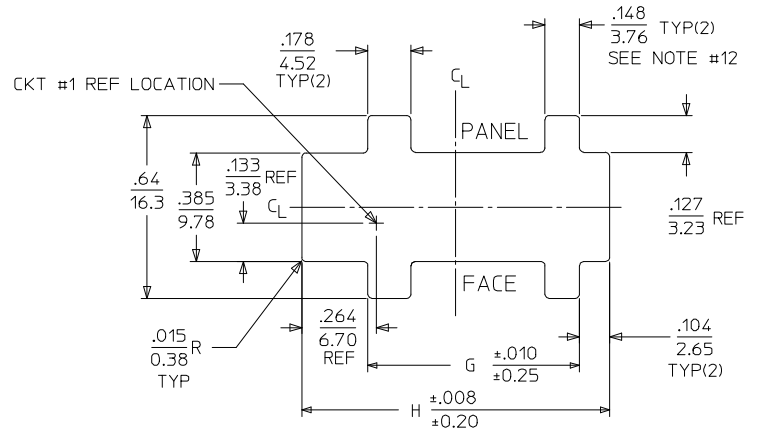 .148
3.76 TYP(2)
SEE NOTE #12
.178
4.52
TYP(2)
CL
CKT #1 REF LOCATION
PANEL
.64
16.3
.385
9.78
.133
3.38 REF
CL
.127
3.23 REF
FACE
.264
6.70
REF
.015
0.38 R
TYP
G ±.010
±0.25
.104
2.65
TYP(2)
H ±.008
±0.20